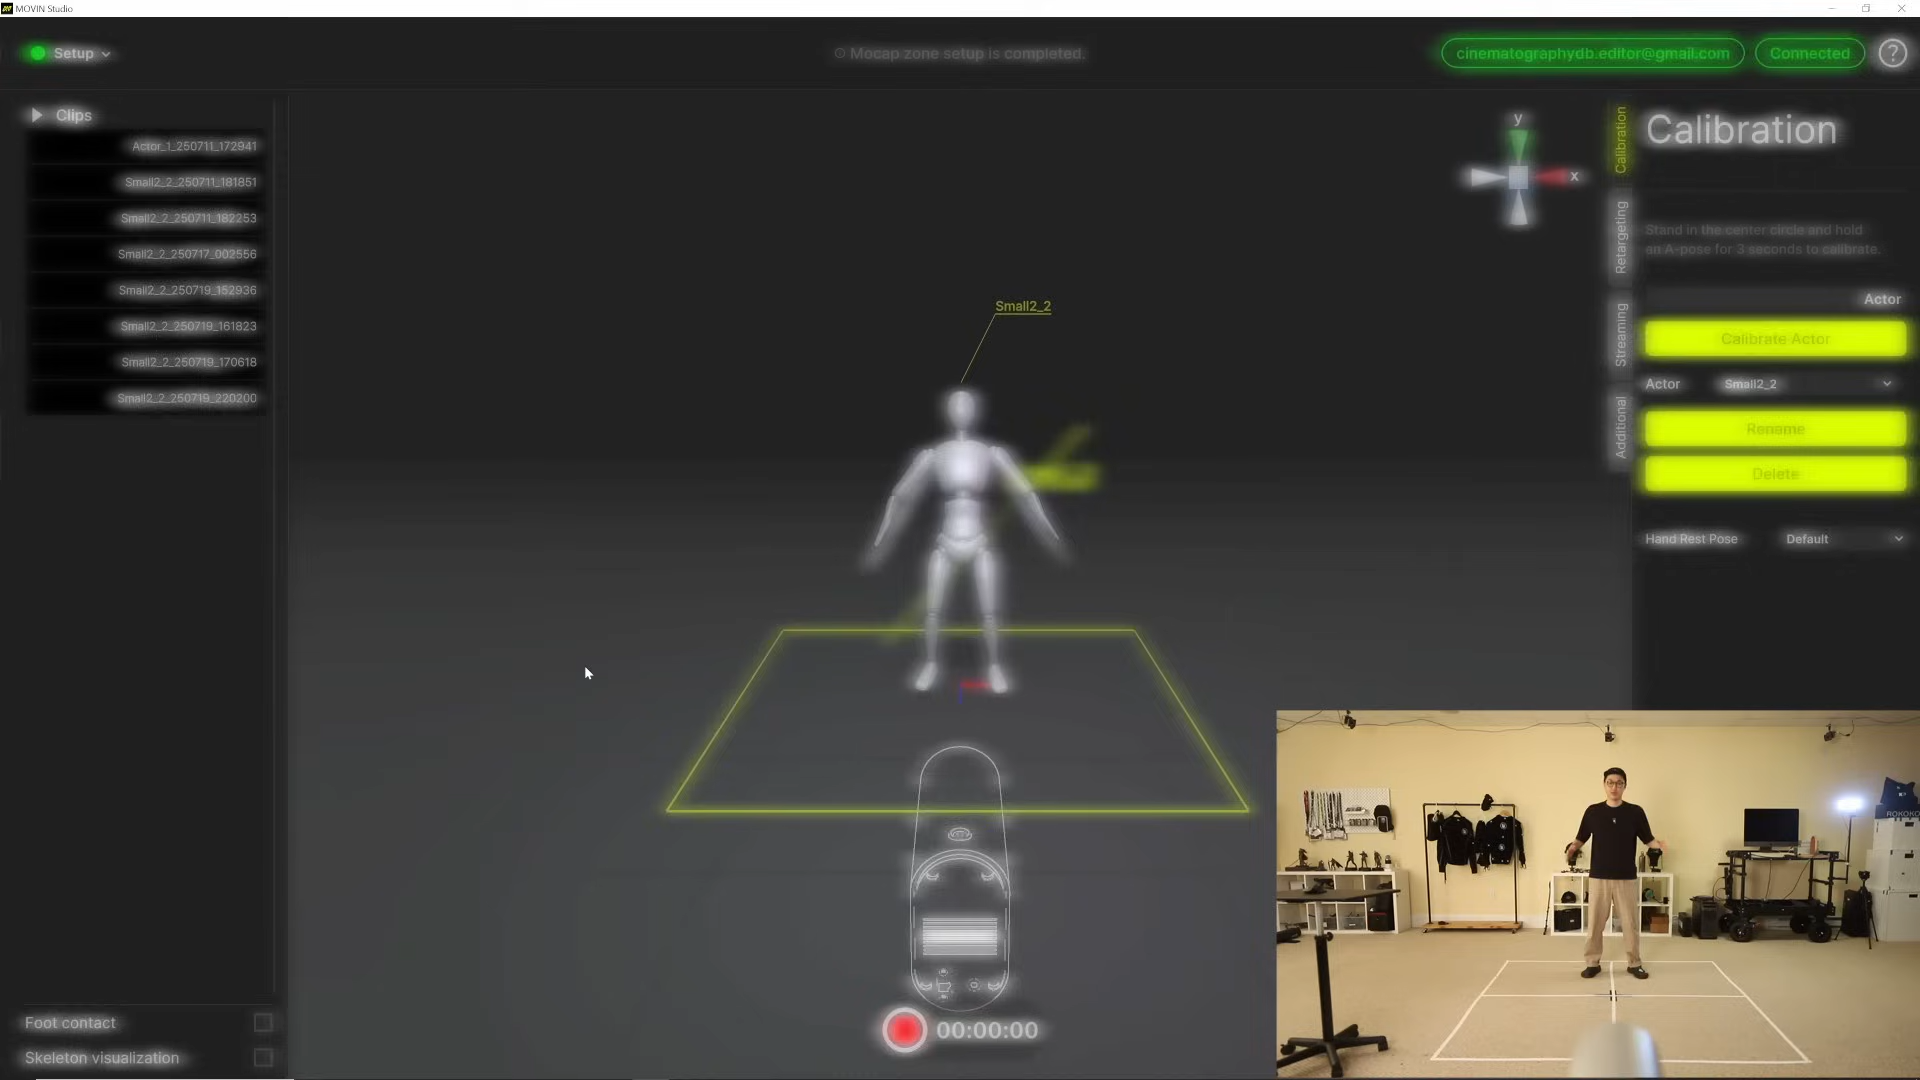 MOVIN Studio
Setup
Mocap zone setup is completed.
cinematographydb.editor@gmail.com
Connected
?
Clips
Actor_1_250711_172941
Small2_2_250711_181851
Small2_2_250711_182253
Small2_2_250717_002556
Small2_2_250719_152936
Small2_2_250719_161823
Small2_2_250719_170618
Small2_2_250719_220200
Foot contact
Skeleton visualization
y
x
Small2_2
00:00:00
Calibration
Retargeting
Streaming
Additional
Calibration
Stand in the center circle and hold
an A-pose for 3 seconds to calibrate.
Actor
Calibrate Actor
Actor Small2_2
Rename
Delete
Hand Rest Pose Default
ROKOKO